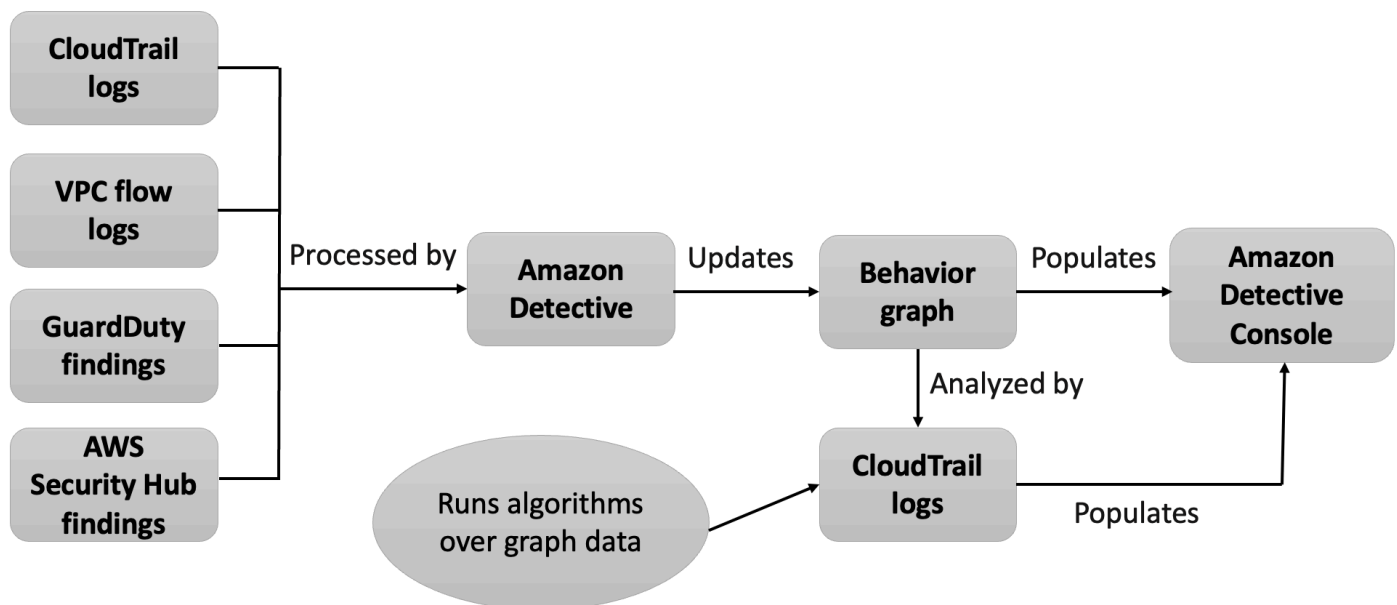 CloudTrail
logs
VPC flow
logs
GuardDuty
findings
AWS
Security Hub
findings
Processed by
Amazon
Detective
Updates
Behavior
graph
Populates
Amazon
Detective
Console
Analyzed by
Runs algorithms
over graph data
CloudTrail
logs
Populates